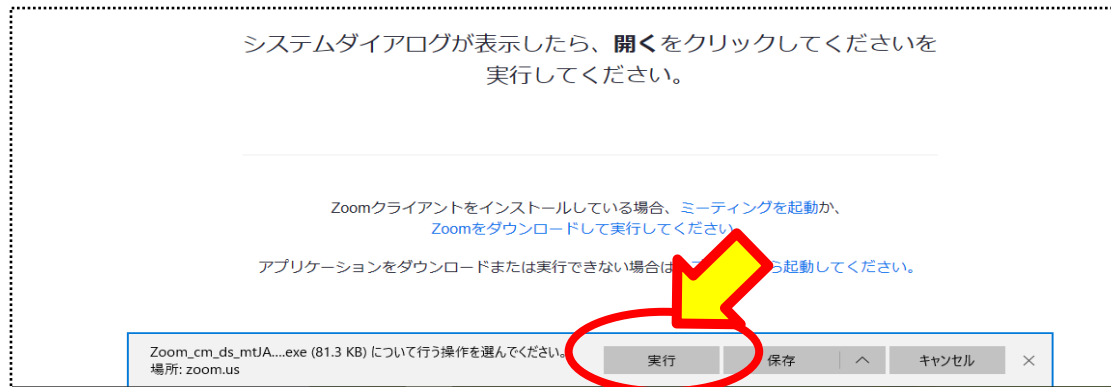 システムダイアログが表示したら、開くをクリックしてくださいを
実行してください。
Zoomクライアントをインストールしている場合、ミーティングを起動か、
Zoomをダウンロードして実行してください
アプリケーションをダウンロードまたは実行できない場合は ら起動してください。
Zoom_cm_ds_mtJA....exe (81.3 KB) について行う操作を選んでください。
場所: zoom.us
実行 保存 キャンセル